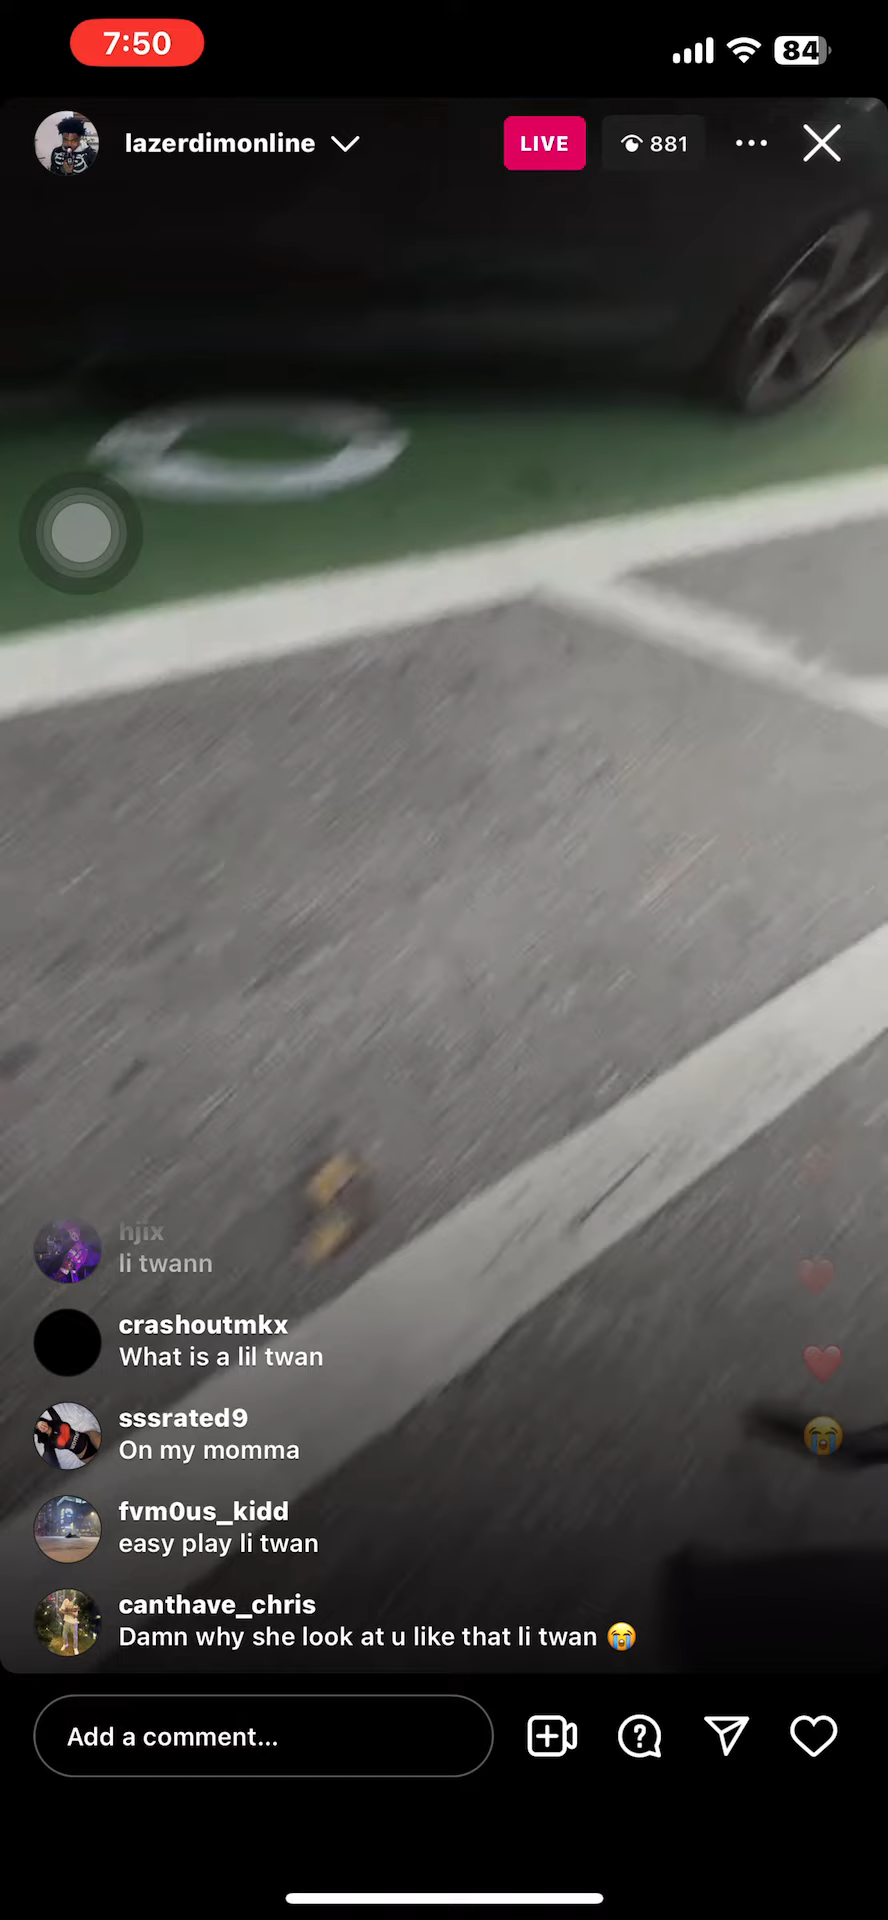 7:50
84
lazerdimonline
LIVE
881
hjix
li twann
crashoutmkx
What is a lil twan
sssrated9
On my momma
fvm0us_kidd
easy play li twan
canthave_chris
Damn why she look at u like that li twan 😭
Add a comment...